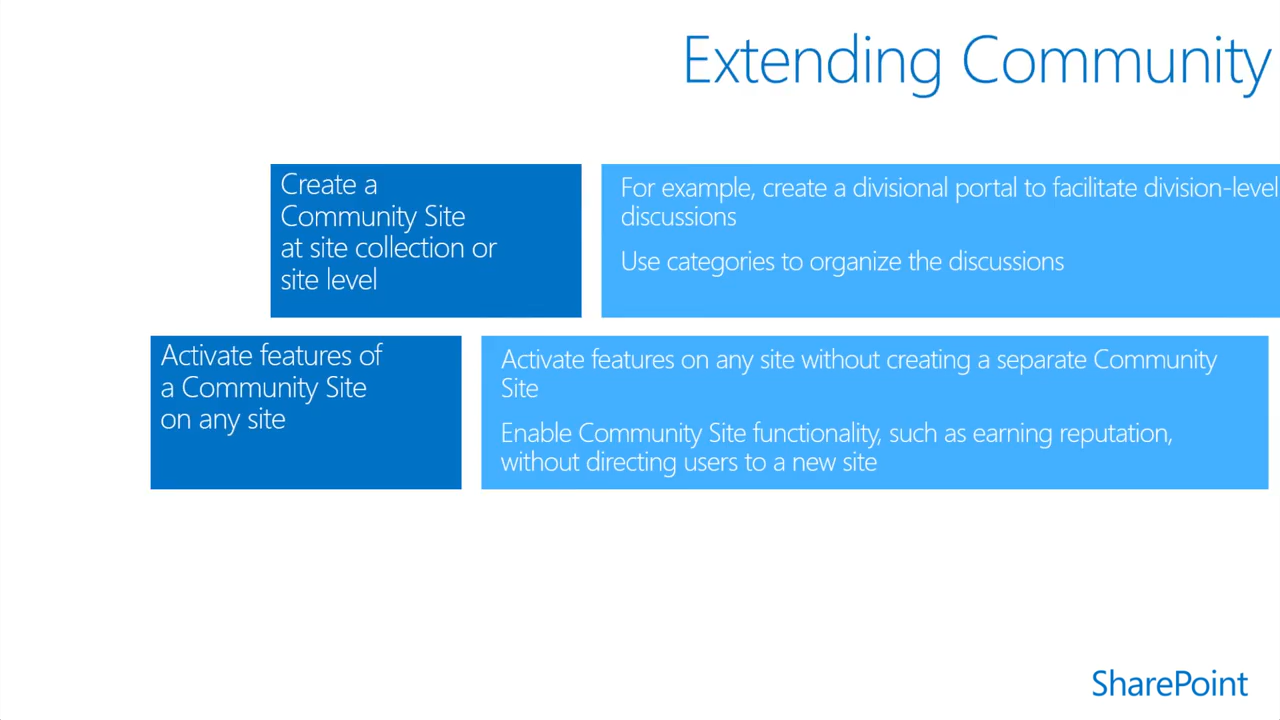 Extending Community
Create a
Community Site
at site collection or
site level
For example, create a divisional portal to facilitate division-level
discussions
Use categories to organize the discussions
Activate features of
a Community Site
on any site
Activate features on any site without creating a separate Community
Site
Enable Community Site functionality, such as earning reputation,
without directing users to a new site
SharePoint